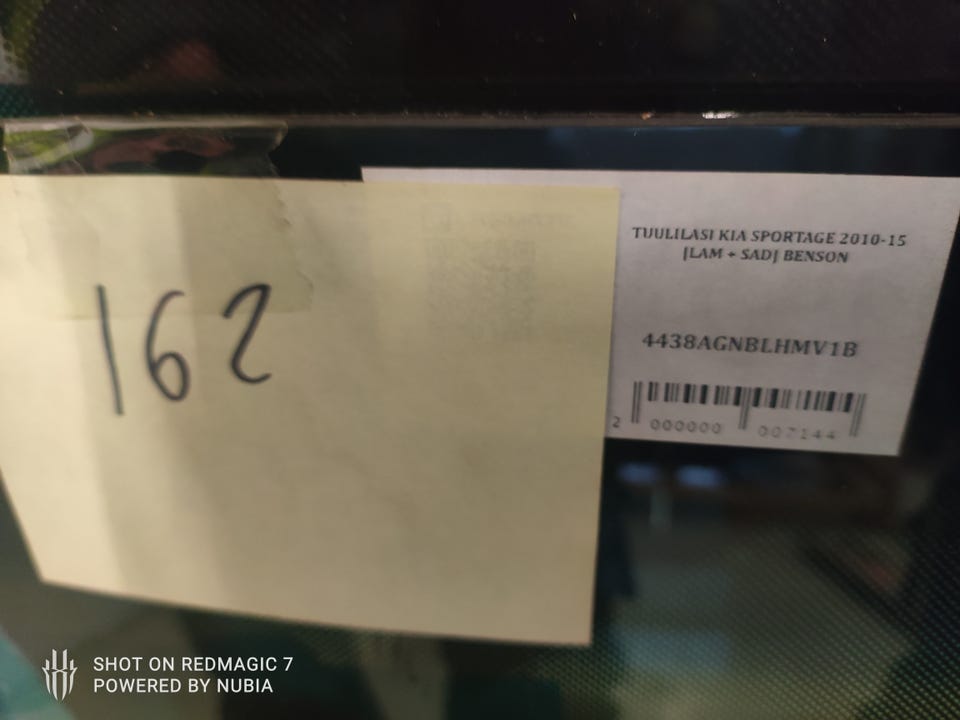 162
TUULILASI KIA SPORTAGE 2010-15
[LAM + SAD] BENSON
4438AGNBLHMV1B
2 000000 007144
SHOT ON REDMAGIC 7
POWERED BY NUBIA